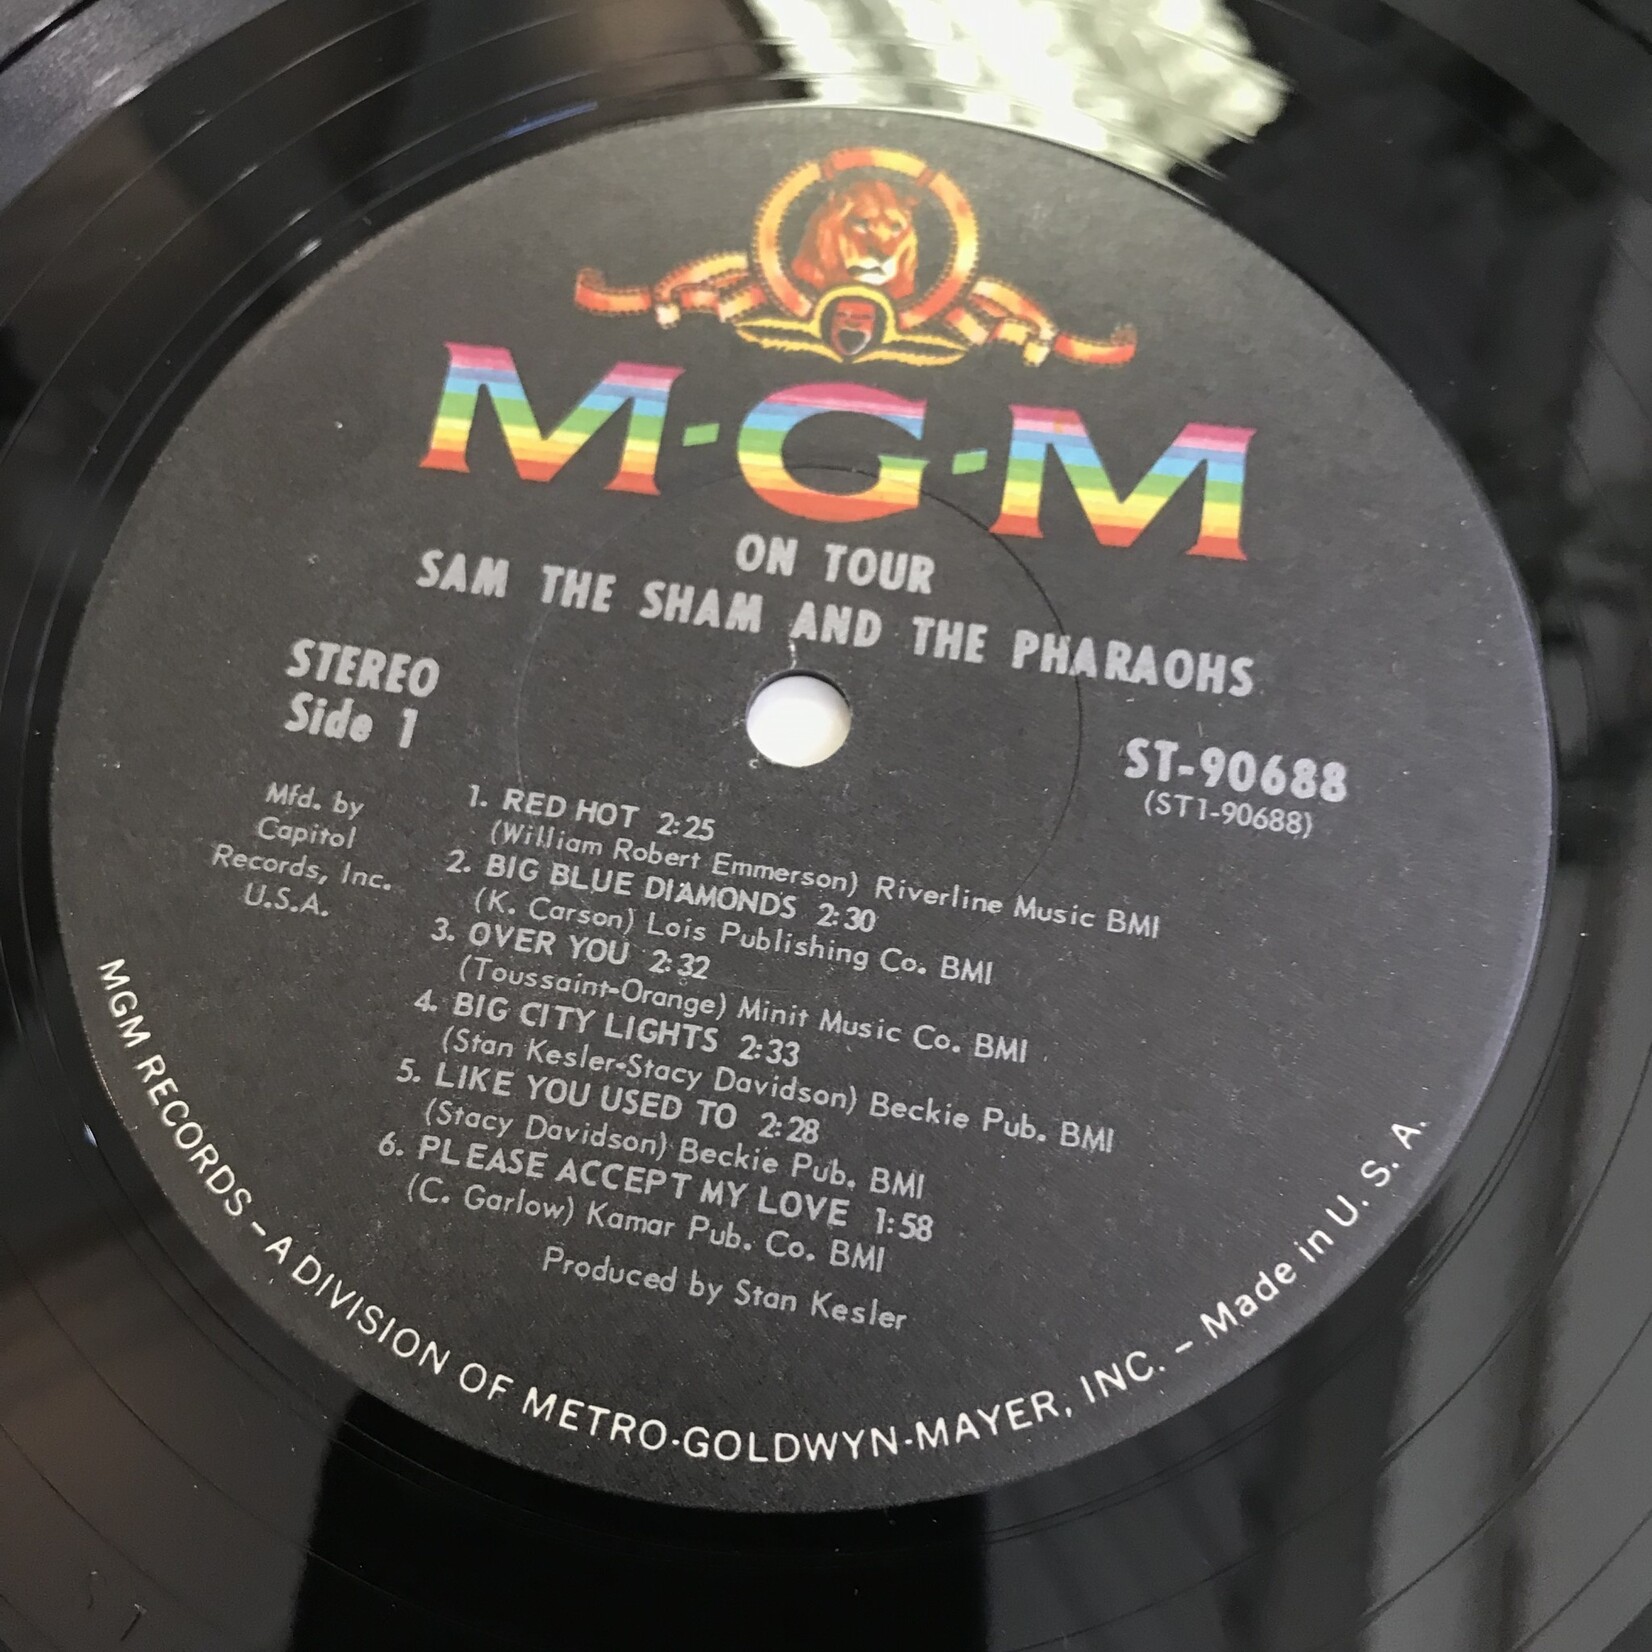 M-G-M
ON TOUR
SAM THE SHAM AND THE PHARAOHS
STEREO
Side 1
ST-90688
(ST1-90688)
Mfd. by
Capitol
Records, Inc.
U.S.A.
1. RED HOT 2:25
(William Robert Emmerson) Riverline Music BMI
2. BIG BLUE DIAMONDS 2:30
(K. Carson) Lois Publishing Co. BMI
3. OVER YOU 2:32
(Toussaint-Orange) Minit Music Co. BMI
4. BIG CITY LIGHTS 2:33
(Stan Kesler-Stacy Davidson) Beckie Pub. BMI
5. LIKE YOU USED TO 2:28
(Stacy Davidson) Beckie Pub. BMI
6. PLEASE ACCEPT MY LOVE 1:58
(C. Garlow) Kamar Pub. Co. BMI
Produced by Stan Kesler
MGM RECORDS – A DIVISION OF METRO-GOLDWYN-MAYER, INC. – Made in U. S. A.